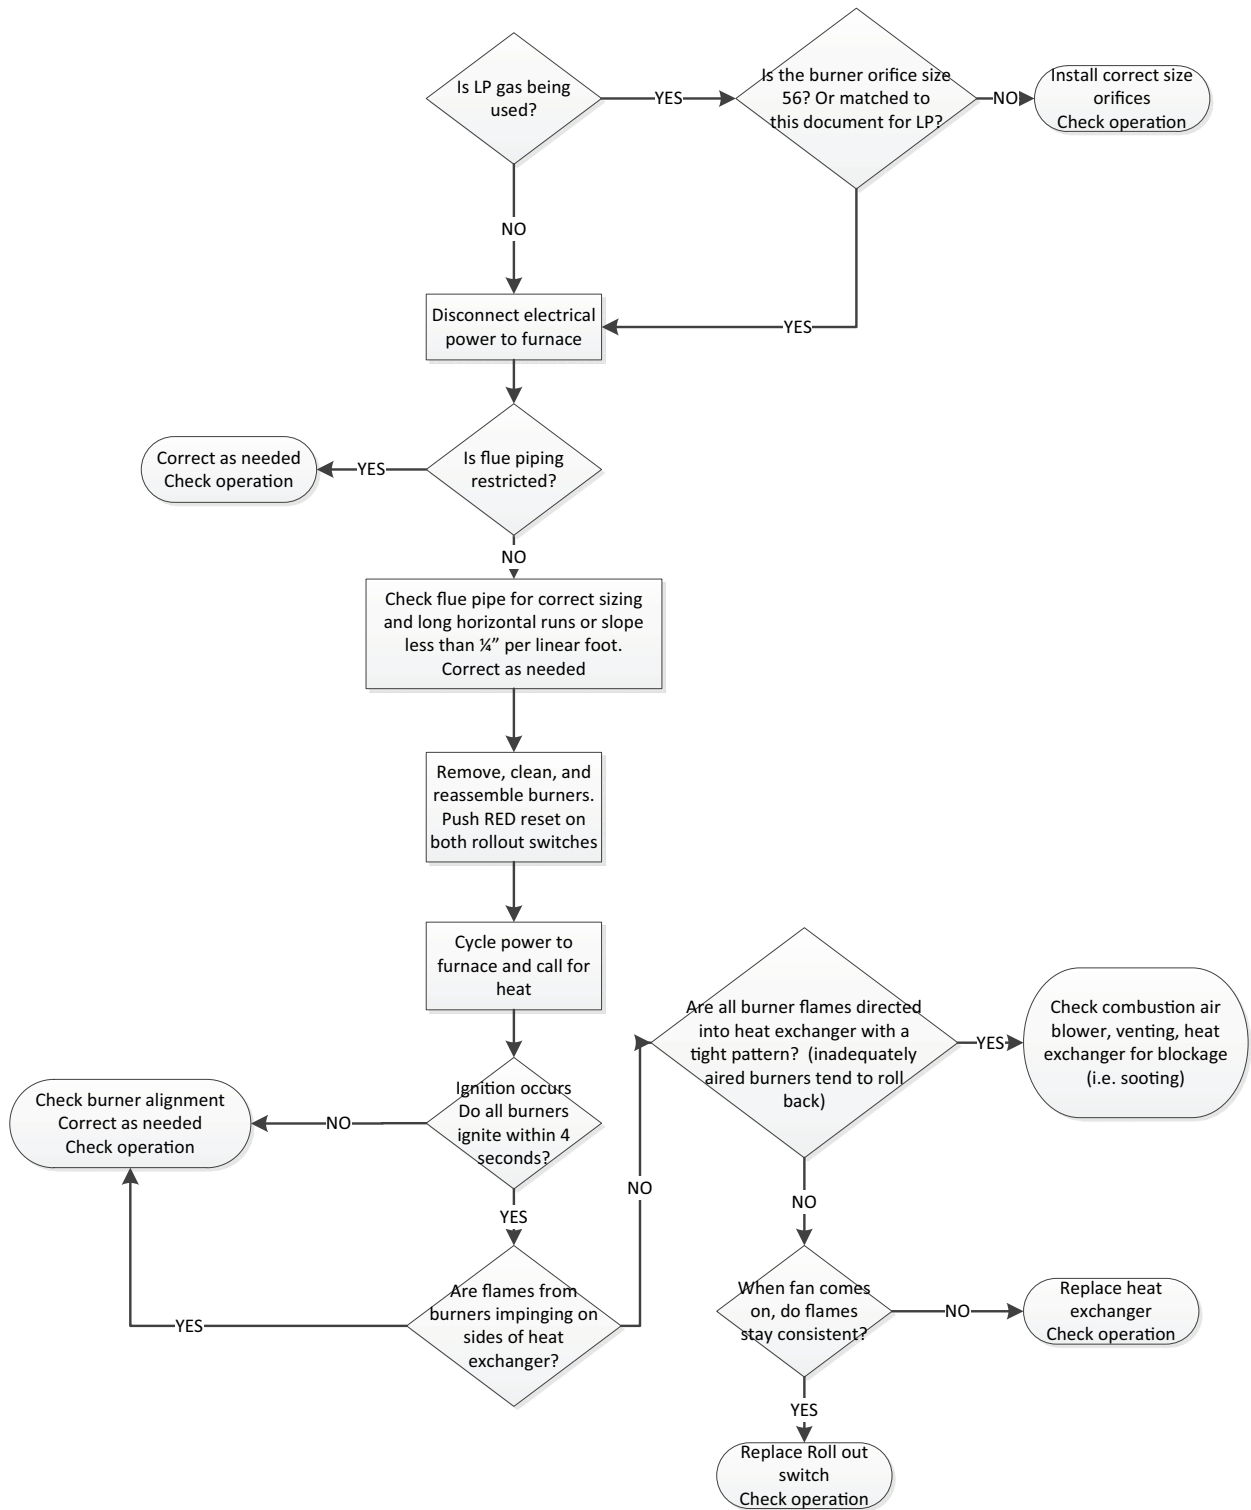 Is LP gas being
used?
YES
Is the burner orifice size
56? Or matched to
this document for LP?
NO
Install correct size
orifices
Check operation
NO
YES
Disconnect electrical
power to furnace
Is flue piping
restricted?
YES
Correct as needed
Check operation
NO
Check flue pipe for correct sizing
and long horizontal runs or slope
less than ¼” per linear foot.
Correct as needed
Remove, clean, and
reassemble burners.
Push RED reset on
both rollout switches
Cycle power to
furnace and call for
heat
Ignition occurs
Do all burners
ignite within 4
seconds?
NO
Check burner alignment
Correct as needed
Check operation
YES
Are flames from
burners impinging on
sides of heat
exchanger?
YES
NO
Are all burner flames directed
into heat exchanger with a
tight pattern? (inadequately
aired burners tend to roll
back)
YES
Check combustion air
blower, venting, heat
exchanger for blockage
(i.e. sooting)
NO
When fan comes
on, do flames
stay consistent?
NO
Replace heat
exchanger
Check operation
YES
Replace Roll out
switch
Check operation